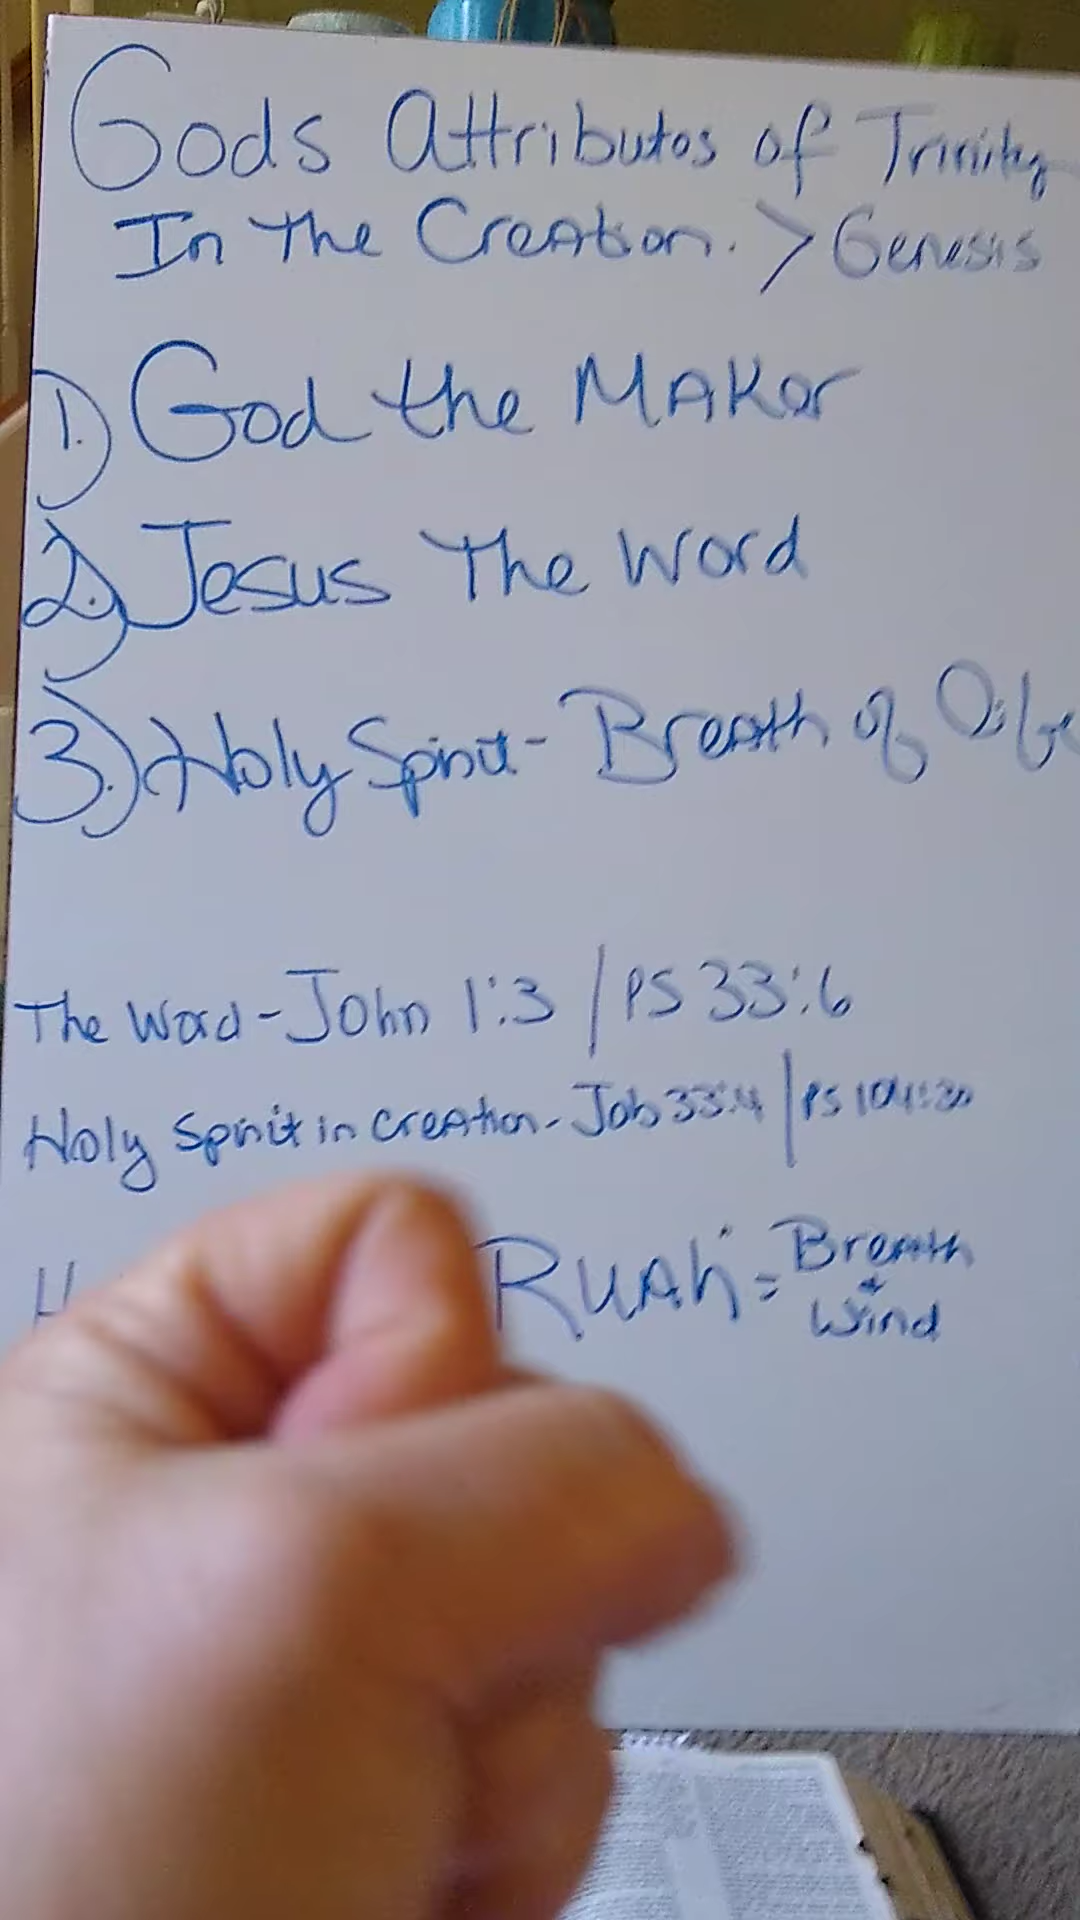 Gods Attributes of Trinity
In The Creation. > Genesis
1.) God the Maker
2.) Jesus The Word
3.) Holy Spirit - Breath of Life
The Word - John 1:3 / PS 33:6
Holy Spirit in creation - Job 33:4 / PS 104:30
RUAh = Breath + Wind